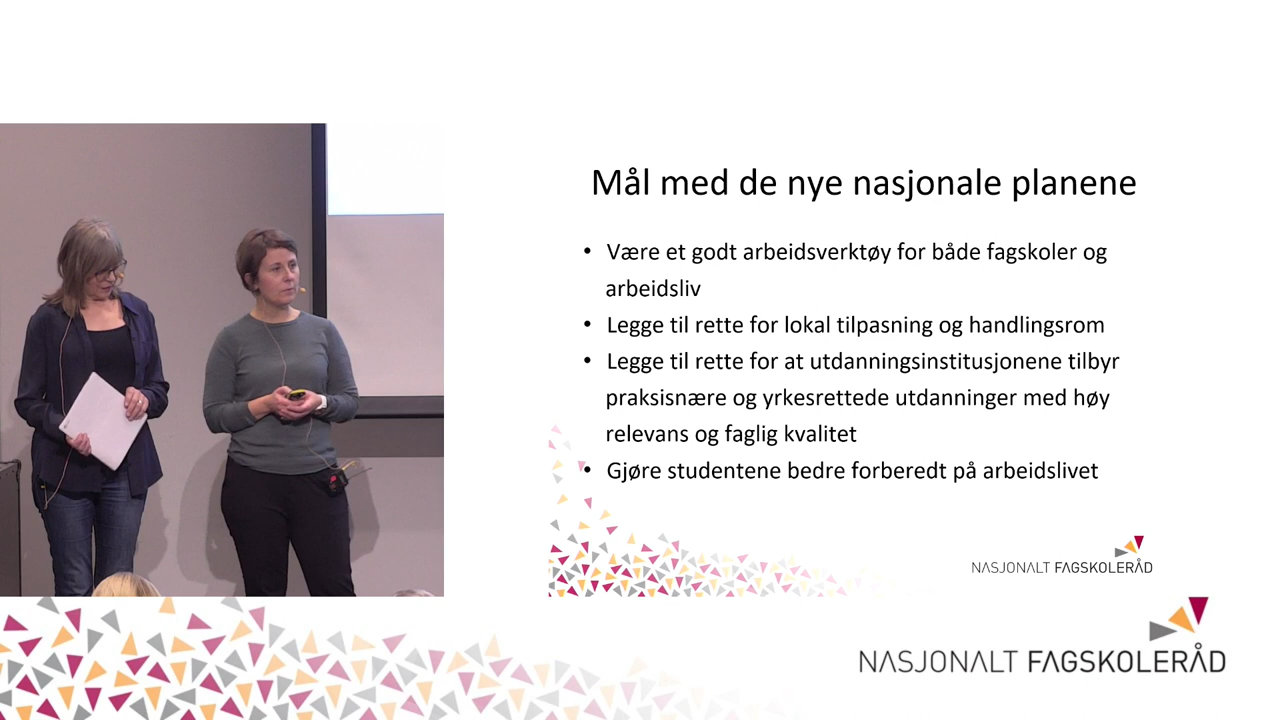 Mål med de nye nasjonale planene
• Være et godt arbeidsverktøy for både fagskoler og
arbeidsliv
• Legge til rette for lokal tilpasning og handlingsrom
• Legge til rette for at utdanningsinstitusjonene tilbyr
praksisnære og yrkesrettede utdanninger med høy
relevans og faglig kvalitet
• Gjøre studentene bedre forberedt på arbeidslivet
NASJONALT FAGSKOLERÅD
NASJONALT FAGSKOLERÅD